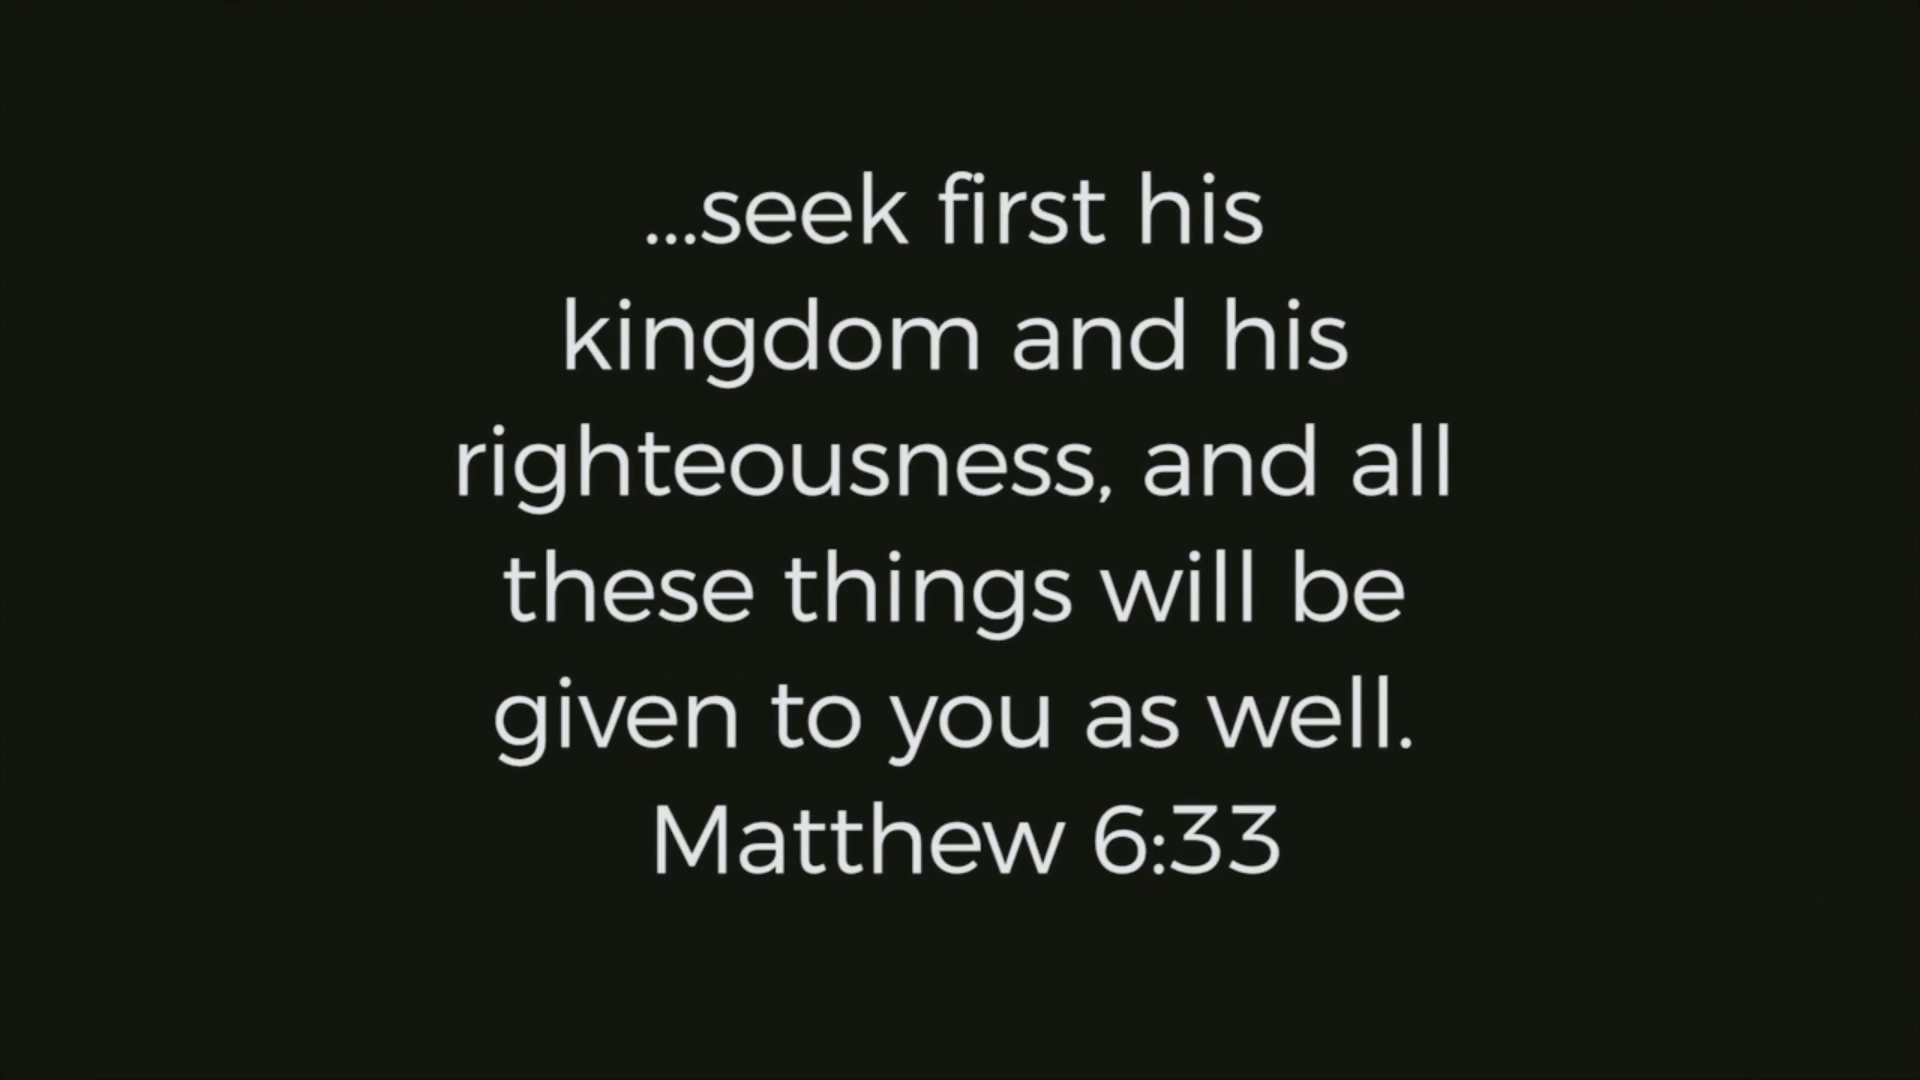 ...seek first his
kingdom and his
righteousness, and all
these things will be
given to you as well.
Matthew 6:33